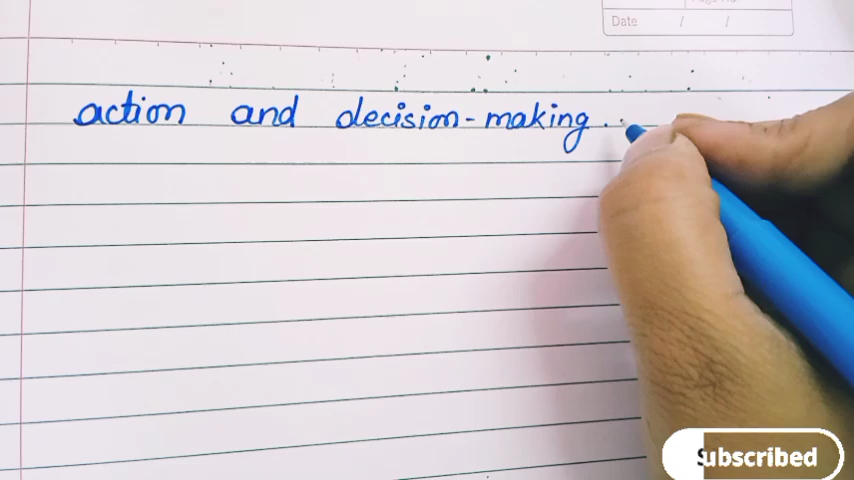 Date / /
action and decision-making.
Subscribed